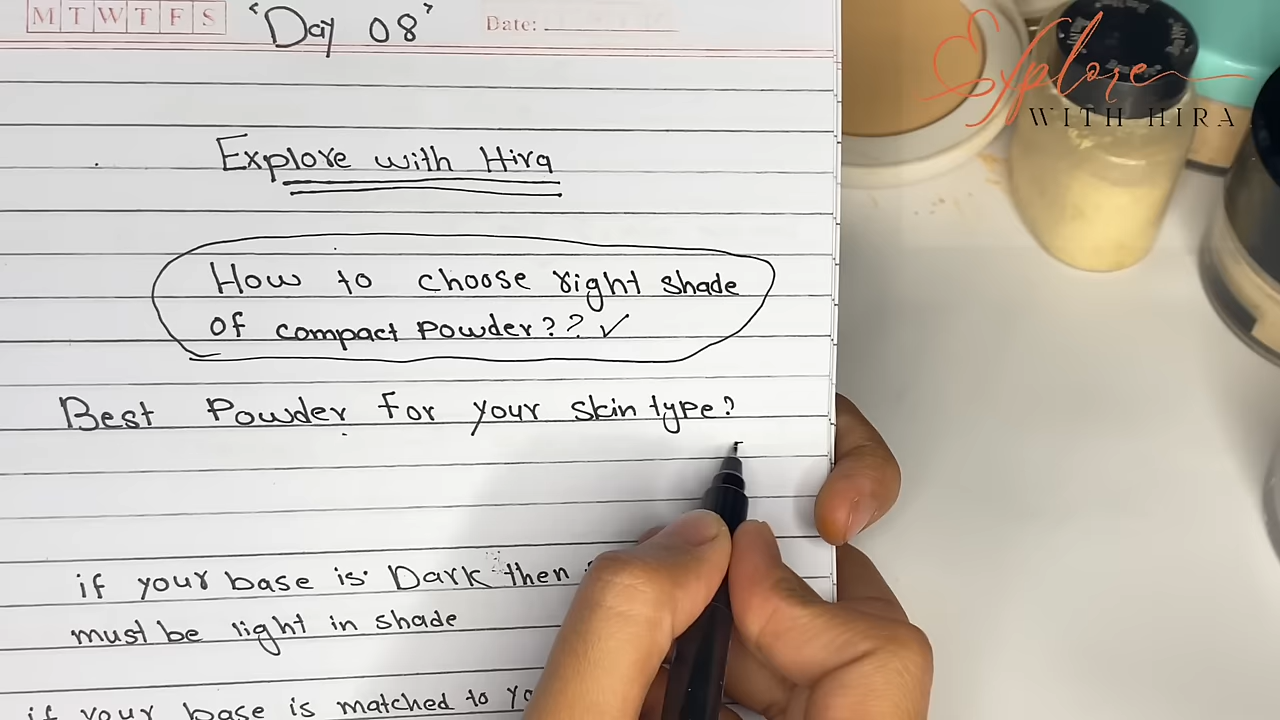 M T W T F S
'Day 08'
Date:
Explore
WITH HIRA
Explore with Hira
How to choose right shade
of compact Powder?? ✓
Best Powder for your skin type?
if your base is Dark then
must be light in shade
if your base is matched to